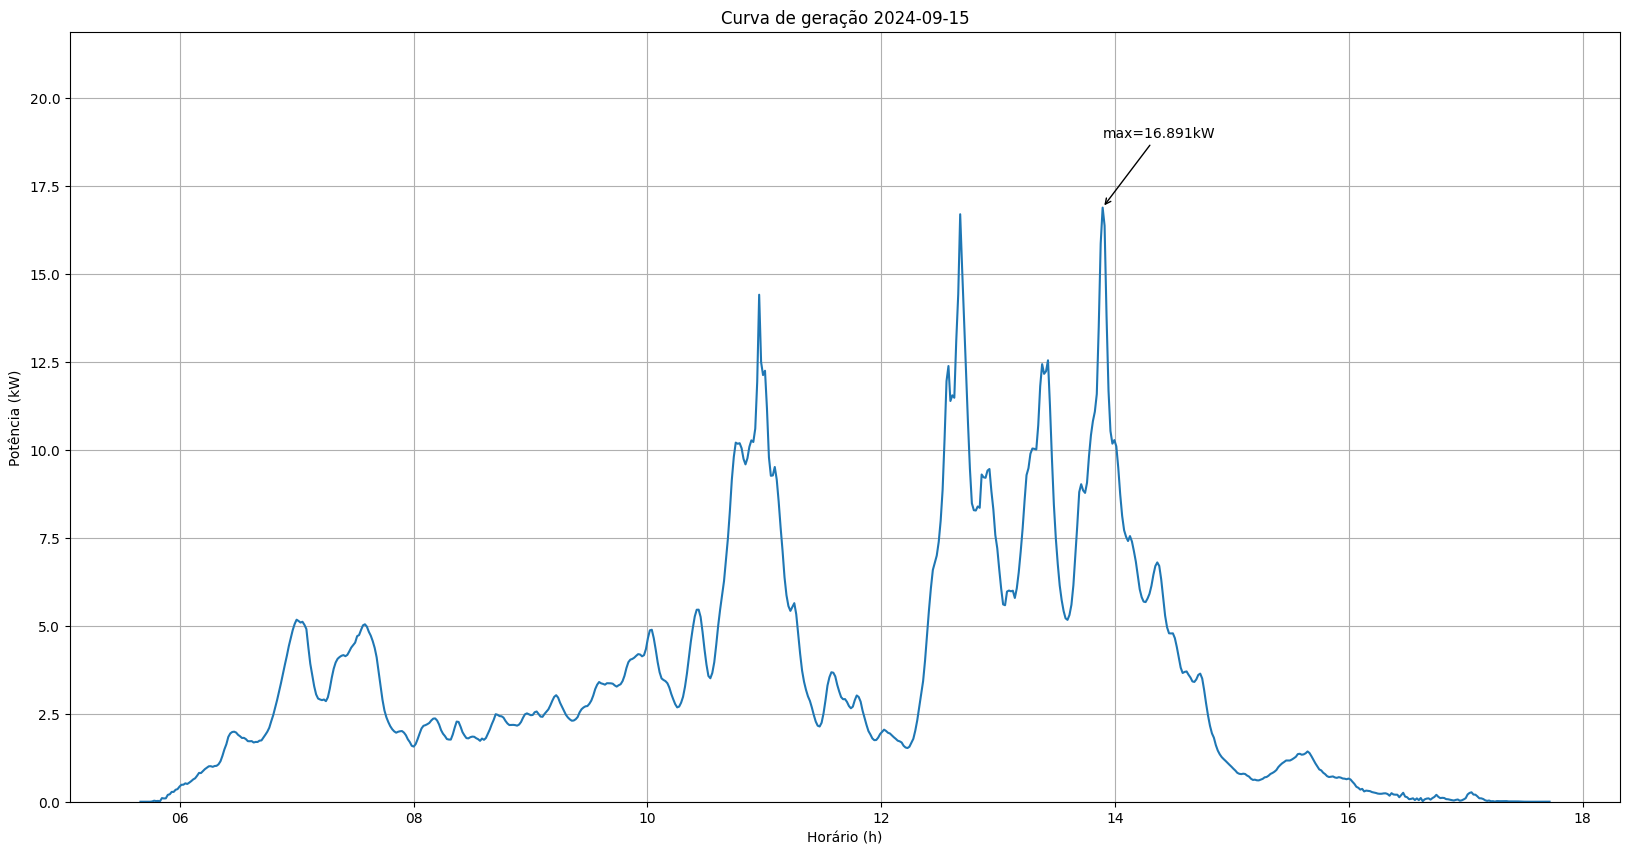 Curva de geração 2024-09-15
20.0
max=16.891kW
17.5
15.0
12.5
Potência (kW)
10.0
7.5
5.0
2.5
0.0
06 08 10 12 14 16 18
Horário (h)